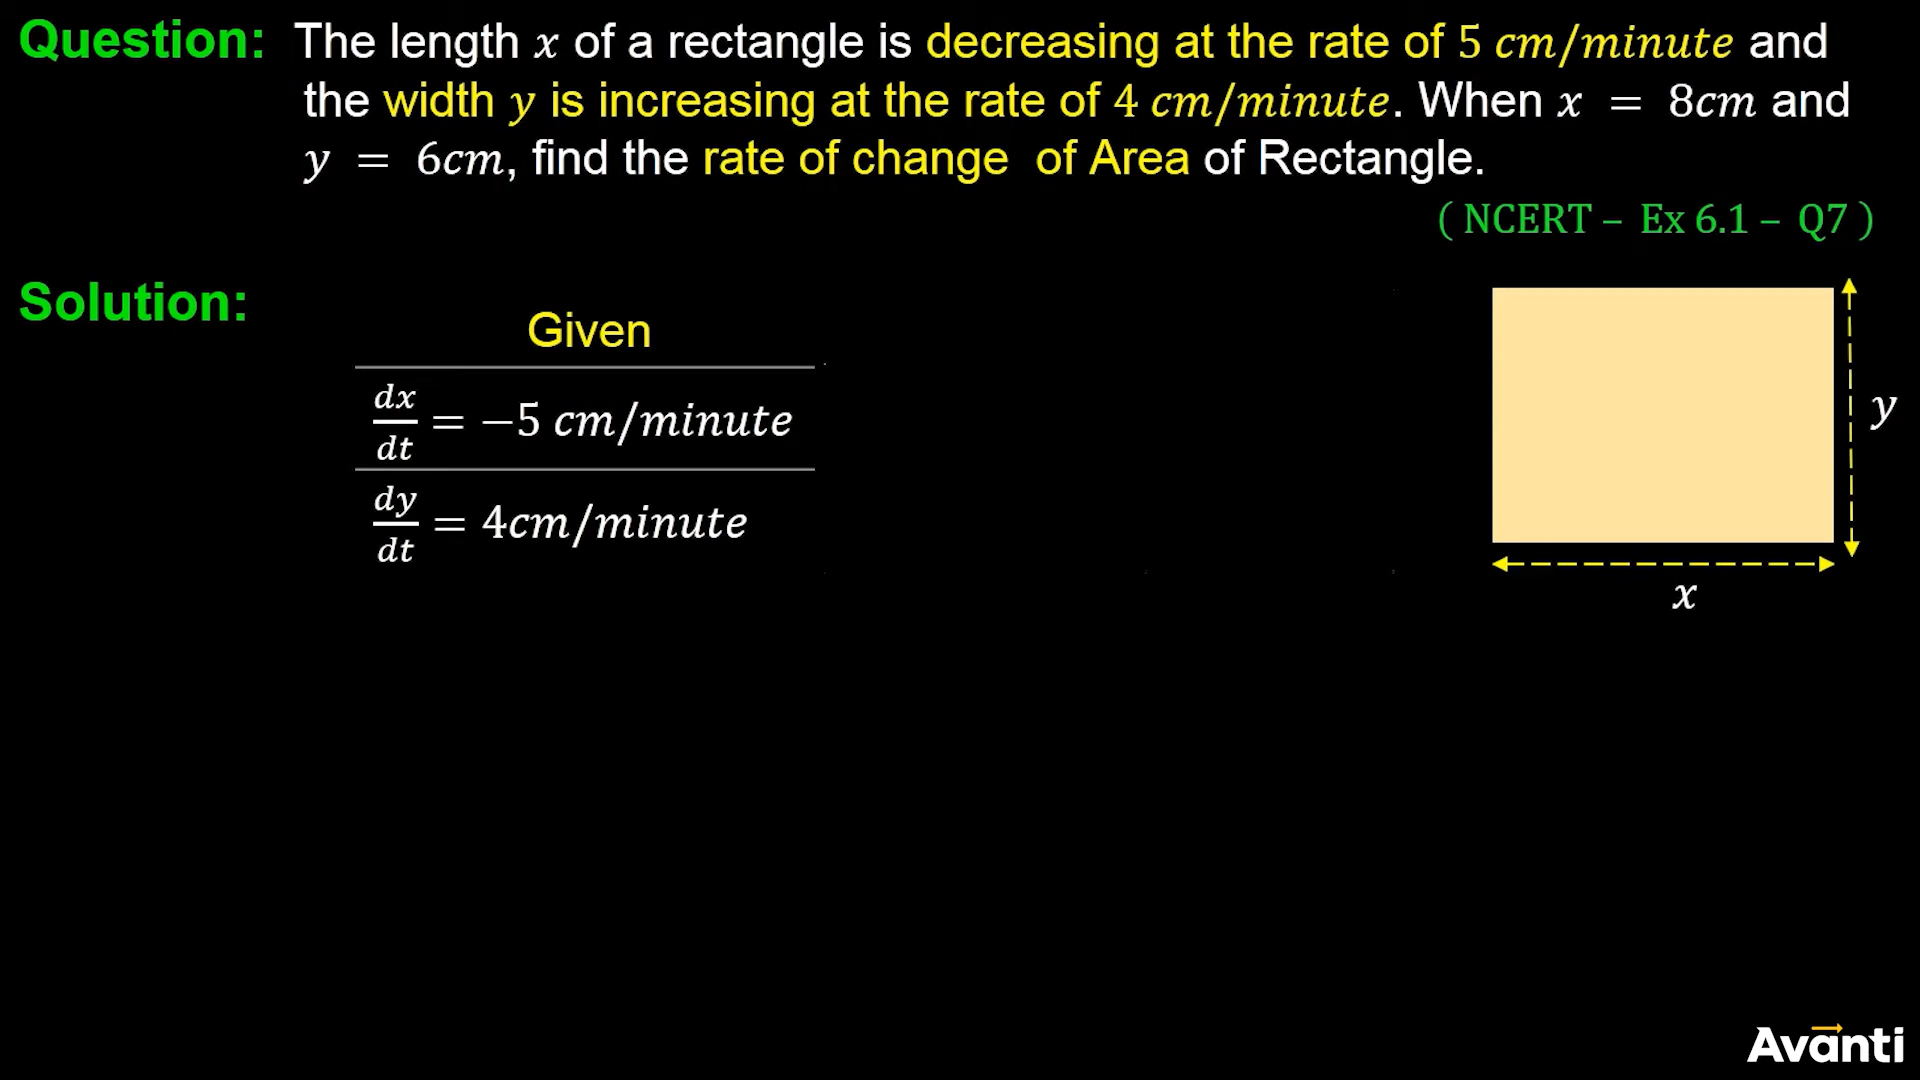 Question: The length x of a rectangle is decreasing at the rate of 5 cm/minute and
the width y is increasing at the rate of 4 cm/minute. When x = 8cm and
y = 6cm, find the rate of change of Area of Rectangle.
( NCERT – Ex 6.1 – Q7 )
Solution:
Given
dx/dt = −5 cm/minute
dy/dt = 4cm/minute
y
x
Avanti